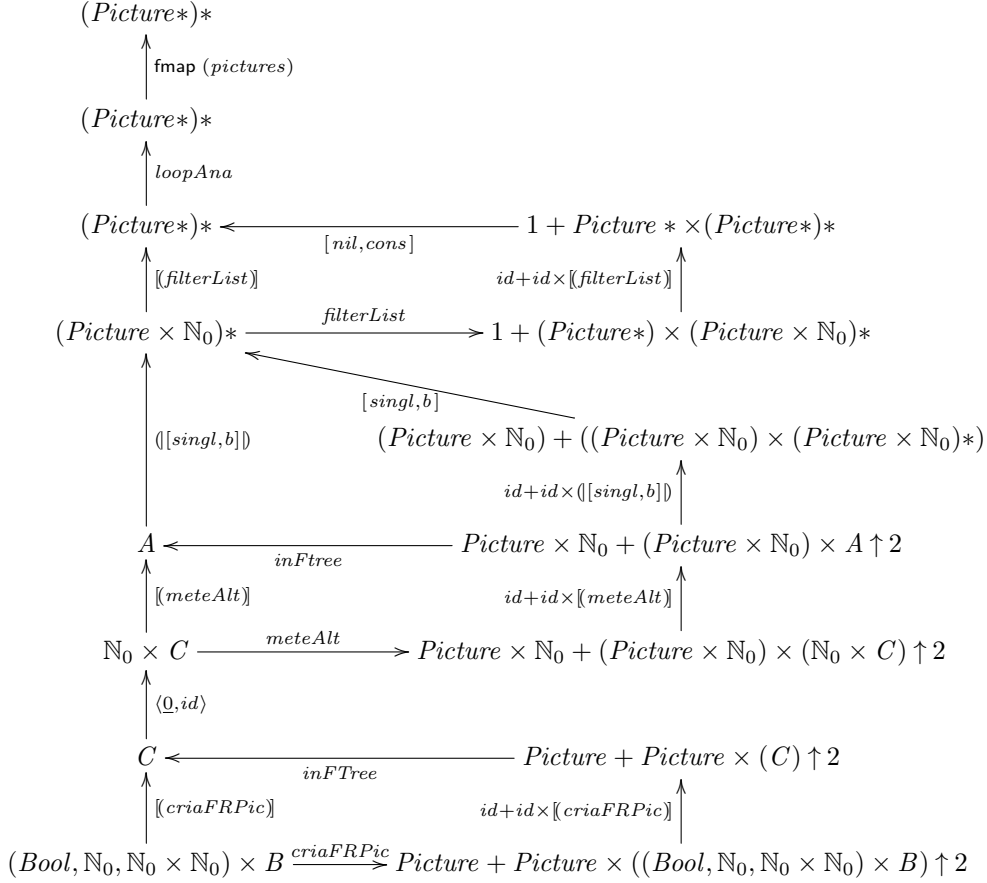 (Picture∗)∗
fmap (pictures)
(Picture∗)∗
loopAna
(Picture∗)∗ 1 + Picture ∗ ×(Picture∗)∗
[nil,cons]
[(filterList)] id+id×[(filterList)]
(Picture × ℕ₀)∗ filterList 1 + (Picture∗) × (Picture × ℕ₀)∗
[singl,b]
(Picture × ℕ₀) + ((Picture × ℕ₀) × (Picture × ℕ₀)∗)
(|[singl,b]|) id+id×(|[singl,b]|)
A Picture × ℕ₀ + (Picture × ℕ₀) × A ↑ 2
inFtree
[(meteAlt)] id+id×[(meteAlt)]
ℕ₀ × C meteAlt Picture × ℕ₀ + (Picture × ℕ₀) × (ℕ₀ × C) ↑ 2
⟨0̲,id⟩
C Picture + Picture × (C) ↑ 2
inFTree
[(criaFRPic)] id+id×[(criaFRPic)]
(Bool, ℕ₀, ℕ₀ × ℕ₀) × B criaFRPic Picture + Picture × ((Bool, ℕ₀, ℕ₀ × ℕ₀) × B) ↑ 2